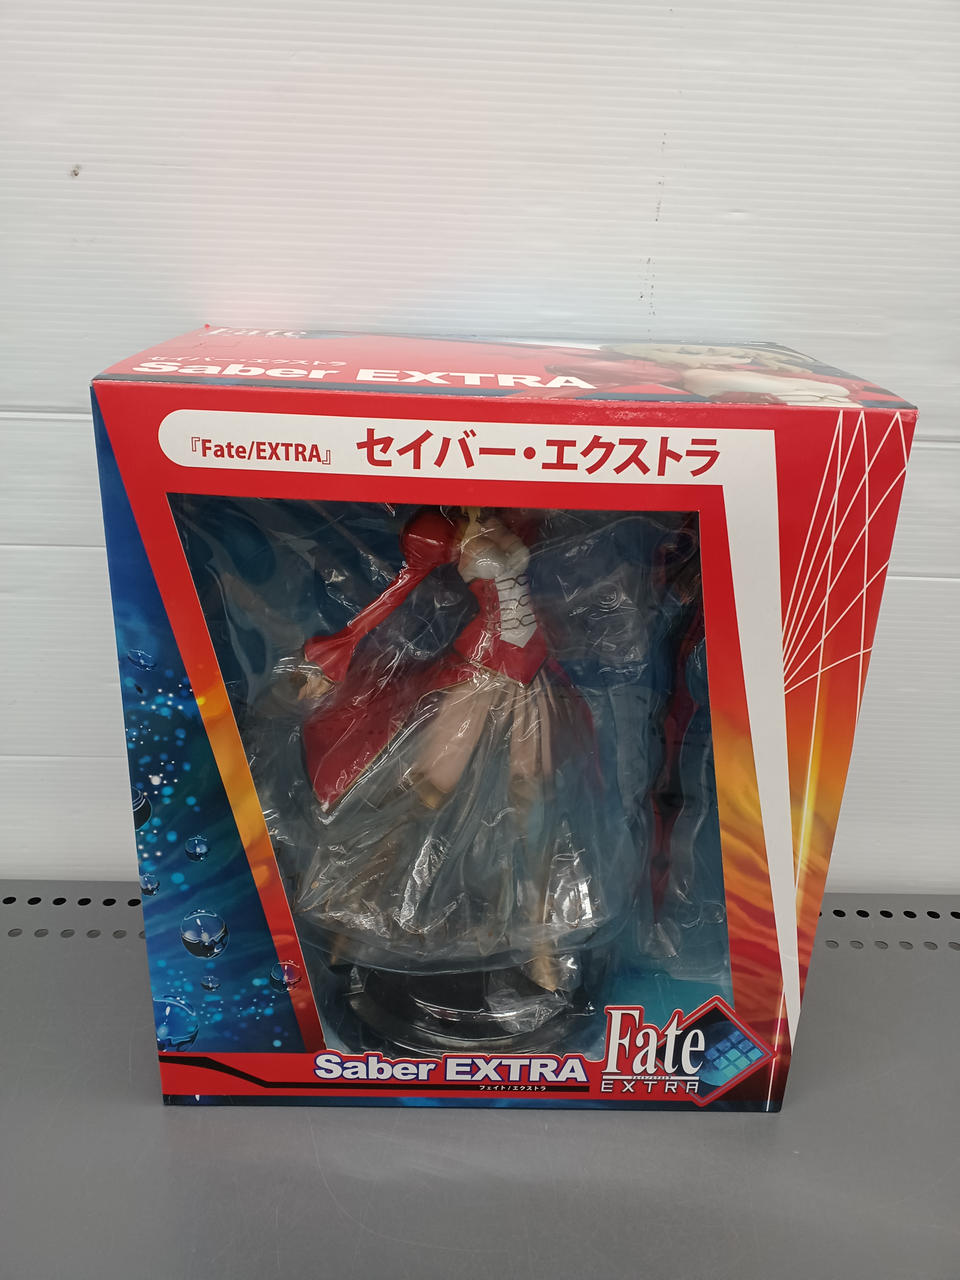 Fate
セイバー・エクストラ
Saber EXTRA
『Fate/EXTRA』 セイバー・エクストラ
Saber EXTRA
フェイト/エクストラ
Fate
EXTRA